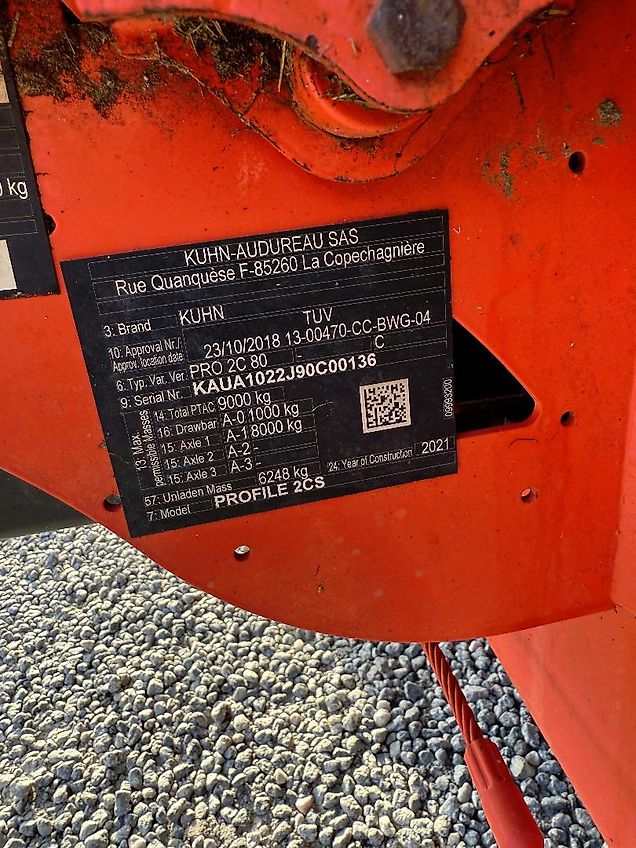 kg
KUHN-AUDUREAU SAS
Rue Quanquèse F-85260 La Copechagnière
3: Brand KUHN TUV
10: Approval Nr./
Approv. location date 23/10/2018 13-00470-CC-BWG-04
6: Typ. Var. Ver. PRO 2C 80 - C
9: Serial Nr. KAUA1022J90C00136
13: Max. permissible Masses
14: Total PTAC 9000 kg
16: Drawbar A-0 1000 kg
15: Axle 1 A-1 8000 kg
15: Axle 2 A-2 -
15: Axle 3 A-3 -
57: Unladen Mass 6248 kg 24: Year of Construction 2021
7: Model PROFILE 2CS
09993200